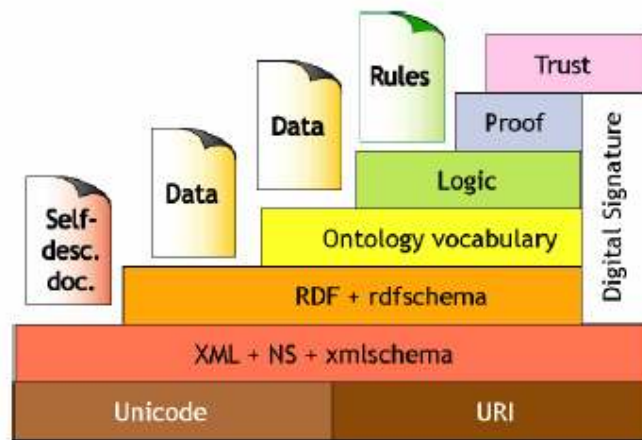 Trust
Rules
Proof
Data
Logic
Data
Self-
desc.
doc.
Ontology vocabulary
Digital Signature
RDF + rdfschema
XML + NS + xmlschema
Unicode
URI